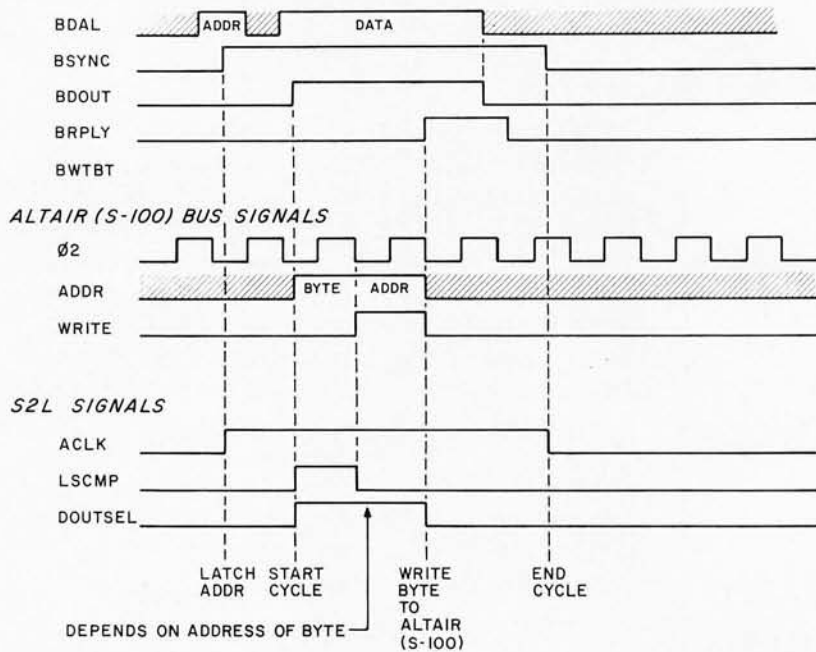 BDAL ADDR DATA
BSYNC
BDOUT
BRPLY
BWTBT
ALTAIR (S-100) BUS SIGNALS
Ø2
ADDR BYTE ADDR
WRITE
S2L SIGNALS
ACLK
LSCMP
DOUTSEL
LATCH ADDR
START CYCLE
WRITE BYTE TO ALTAIR (S-100)
END CYCLE
DEPENDS ON ADDRESS OF BYTE